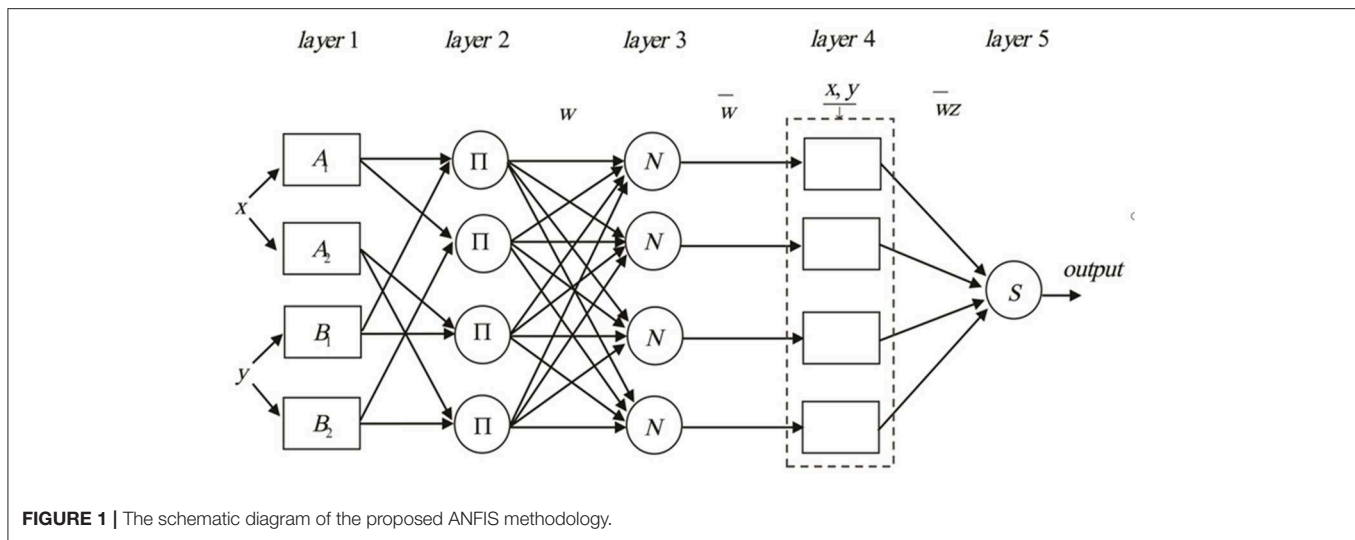 layer 1 layer 2 layer 3 layer 4 layer 5
w w̅ x, y w̅z
A₁ Π N
x
A₂ Π N
S output
B₁ Π N
y
B₂ Π N
FIGURE 1 | The schematic diagram of the proposed ANFIS methodology.